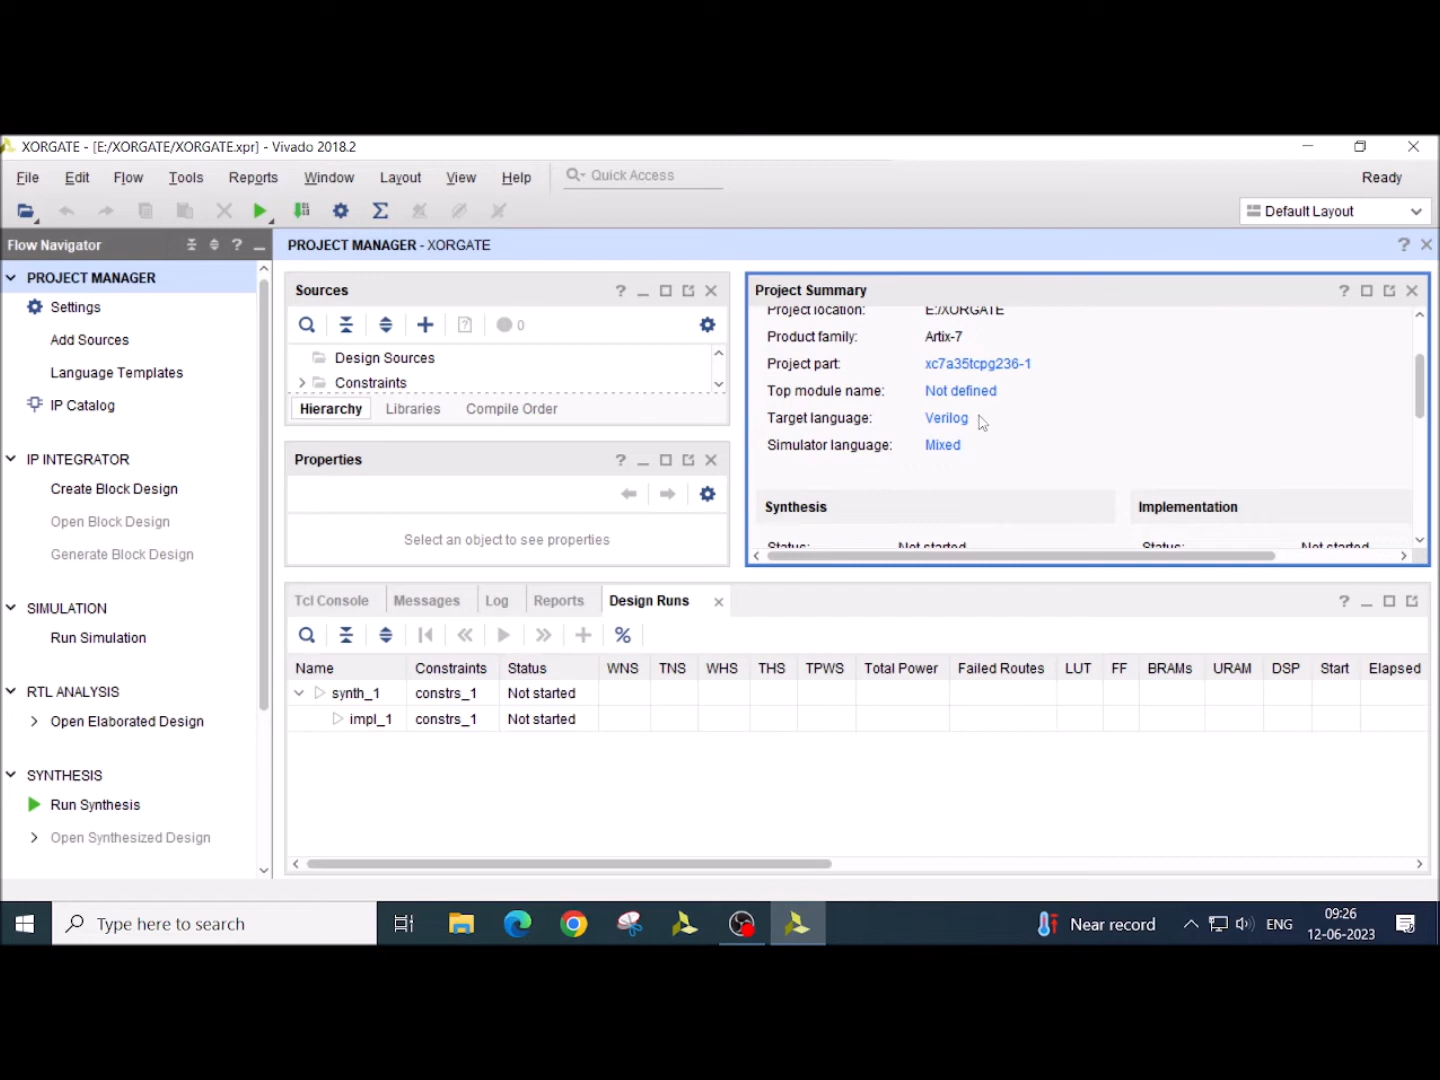 XORGATE - [E:/XORGATE/XORGATE.xpr] - Vivado 2018.2
File Edit Flow Tools Reports Window Layout View Help Quick Access Ready
Default Layout
Flow Navigator
PROJECT MANAGER - XORGATE
PROJECT MANAGER
Settings
Add Sources
Language Templates
IP Catalog
IP INTEGRATOR
Create Block Design
Open Block Design
Generate Block Design
SIMULATION
Run Simulation
RTL ANALYSIS
Open Elaborated Design
SYNTHESIS
Run Synthesis
Open Synthesized Design
Sources
0
Design Sources
Constraints
Hierarchy Libraries Compile Order
Properties
Select an object to see properties
Project Summary
Project location: E:/XORGATE
Product family: Artix-7
Project part: xc7a35tcpg236-1
Top module name: Not defined
Target language: Verilog
Simulator language: Mixed
Synthesis Implementation
Status: Not started Status: Not started
Tcl Console Messages Log Reports Design Runs
Name Constraints Status WNS TNS WHS THS TPWS Total Power Failed Routes LUT FF BRAMs URAM DSP Start Elapsed
synth_1 constrs_1 Not started
impl_1 constrs_1 Not started
Type here to search
Near record
ENG
09:26
12-06-2023